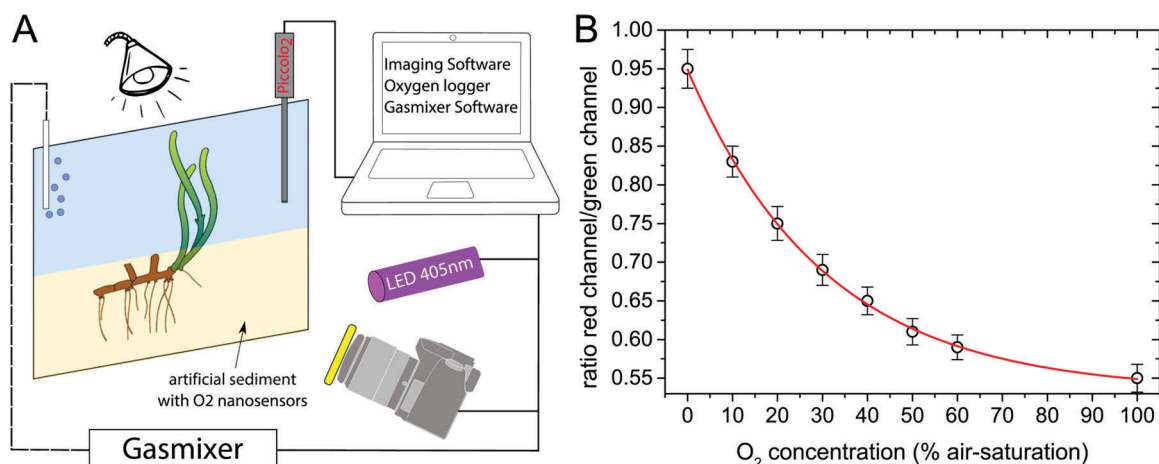 A
Piccolo2
Imaging Software
Oxygen logger
Gasmixer Software
LED 405nm
artificial sediment
with O2 nanosensors
Gasmixer
B
ratio red channel/green channel
1.00
0.95
0.90
0.85
0.80
0.75
0.70
0.65
0.60
0.55
0 10 20 30 40 50 60 70 80 90 100
O₂ concentration (% air-saturation)